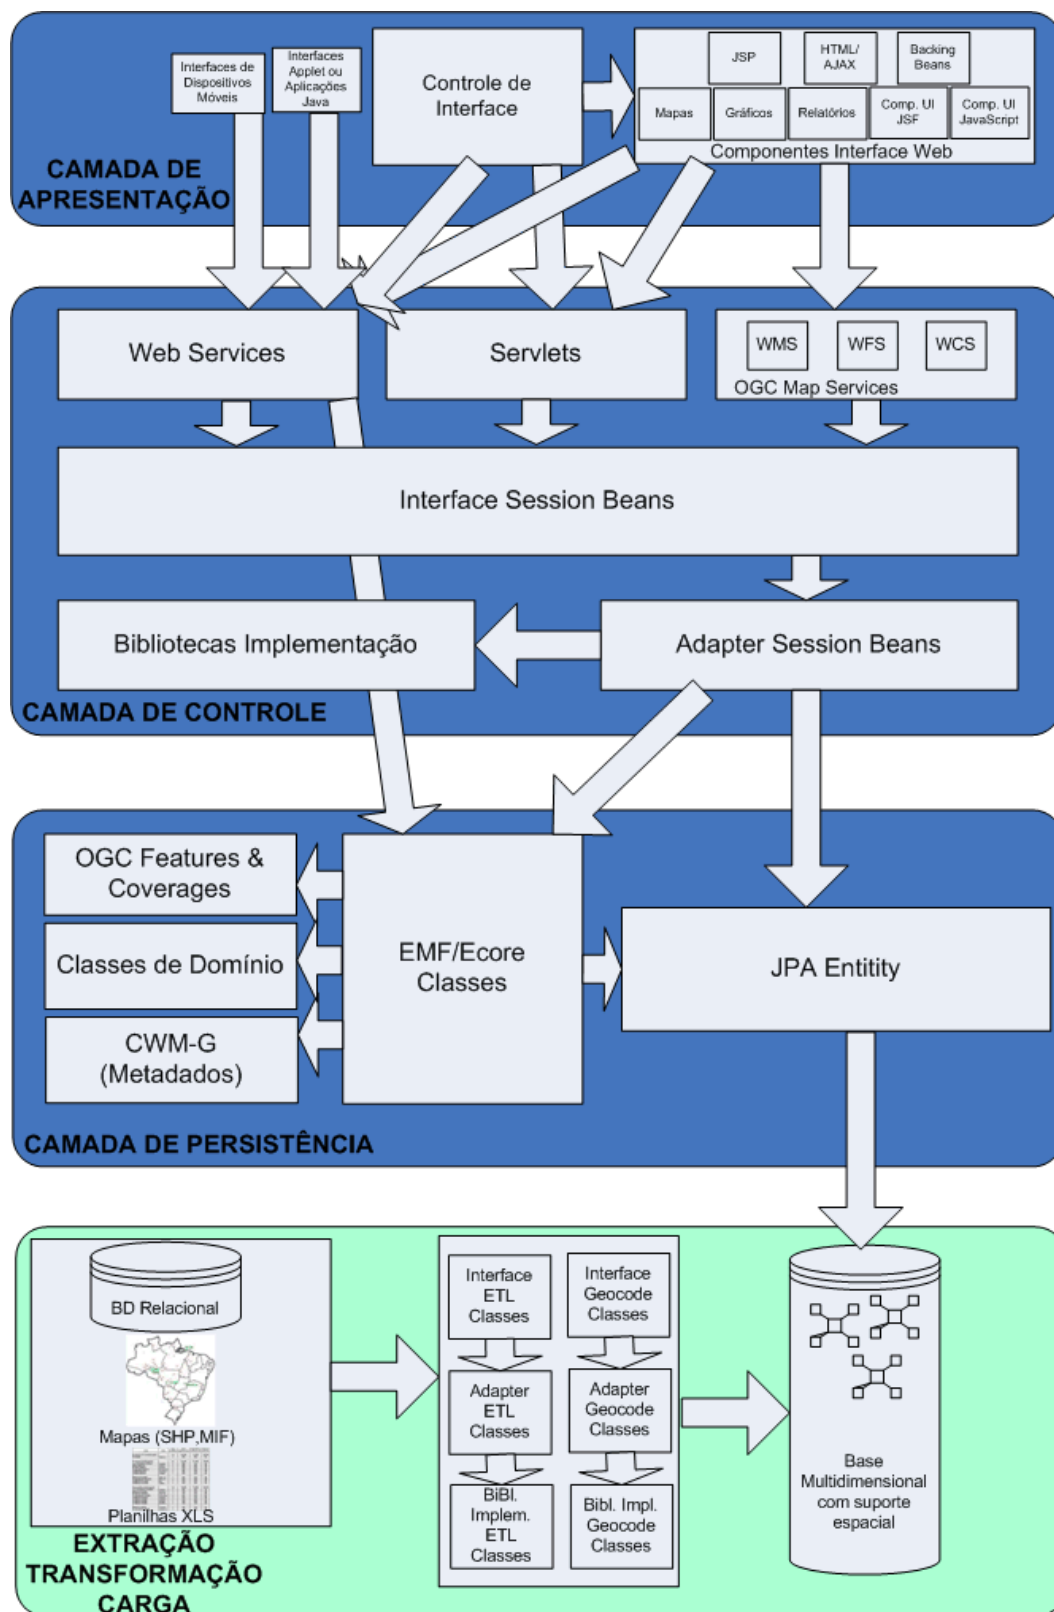 Interfaces de
Dispositivos
Móveis
Interfaces
Applet ou
Aplicações
Java
Controle de
Interface
JSP
HTML/
AJAX
Backing
Beans
Mapas
Gráficos
Relatórios
Comp. UI
JSF
Comp. UI
JavaScript
Componentes Interface Web
CAMADA DE
APRESENTAÇÃO
Web Services
Servlets
WMS
WFS
WCS
OGC Map Services
Interface Session Beans
Bibliotecas Implementação
Adapter Session Beans
CAMADA DE CONTROLE
OGC Features &
Coverages
Classes de Domínio
CWM-G
(Metadados)
EMF/Ecore
Classes
JPA Entitity
CAMADA DE PERSISTÊNCIA
BD Relacional
Mapas (SHP,MIF)
Planilhas XLS
Interface
ETL
Classes
Interface
Geocode
Classes
Adapter
ETL
Classes
Adapter
Geocode
Classes
BiBl.
Implem.
ETL
Classes
Bibl. Impl.
Geocode
Classes
Base
Multidimensional
com suporte
espacial
EXTRAÇÃO
TRANSFORMAÇÃO
CARGA